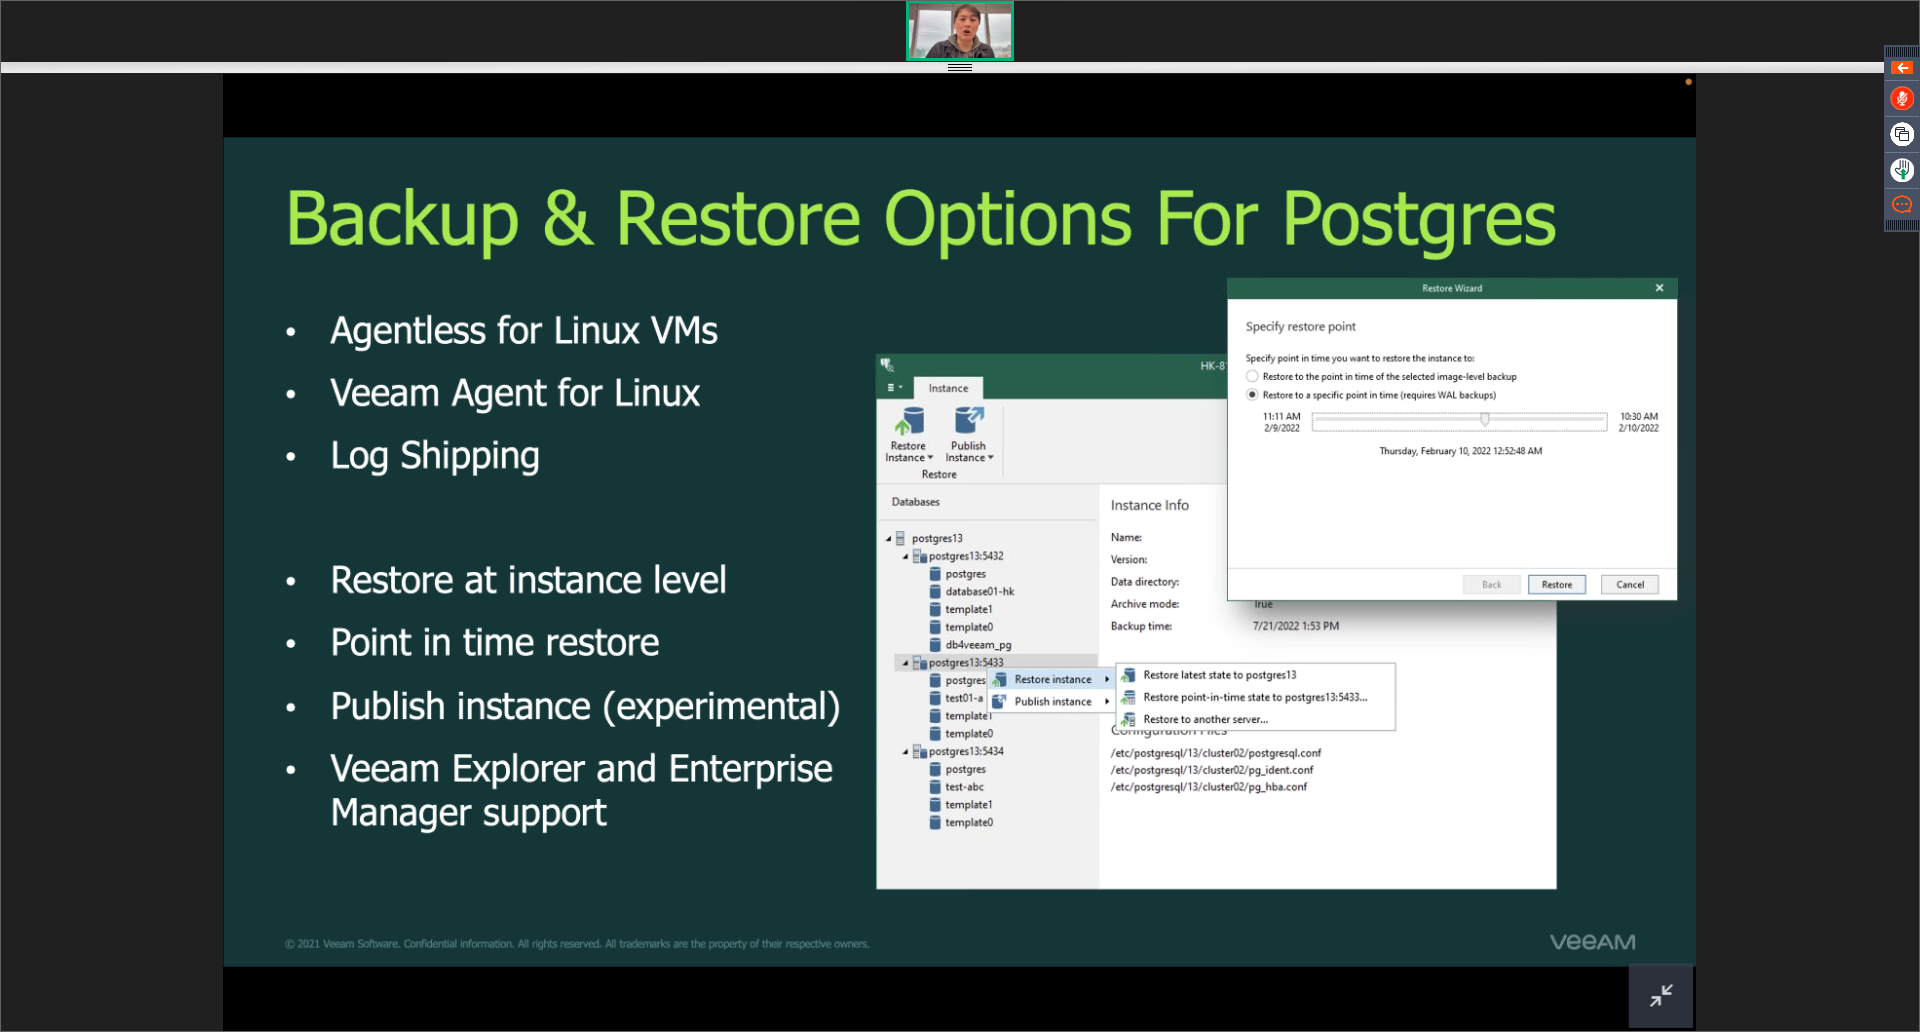 Backup & Restore Options For Postgres
• Agentless for Linux VMs
• Veeam Agent for Linux
• Log Shipping
• Restore at instance level
• Point in time restore
• Publish instance (experimental)
• Veeam Explorer and Enterprise
Manager support
HK-8
Instance
Restore
Instance
Publish
Instance
Restore
Databases
postgres13
postgres13:5432
postgres
database01-hk
template1
template0
db4veeam_pg
postgres13:5433
postgres
test01-a
template1
template0
postgres13:5434
postgres
test-abc
template1
template0
Restore instance
Publish instance
Restore latest state to postgres13
Restore point-in-time state to postgres13:5433...
Restore to another server...
Instance Info
Name:
Version:
Data directory:
Archive mode: True
Backup time: 7/21/2022 1:53 PM
Configuration Files
/etc/postgresql/13/cluster02/postgresql.conf
/etc/postgresql/13/cluster02/pg_ident.conf
/etc/postgresql/13/cluster02/pg_hba.conf
Restore Wizard
Specify restore point
Specify point in time you want to restore the instance to:
Restore to the point in time of the selected image-level backup
Restore to a specific point in time (requires WAL backups)
11:11 AM
2/9/2022
10:30 AM
2/10/2022
Thursday, February 10, 2022 12:52:48 AM
Back
Restore
Cancel
© 2021 Veeam Software. Confidential information. All rights reserved. All trademarks are the property of their respective owners.
veeAM